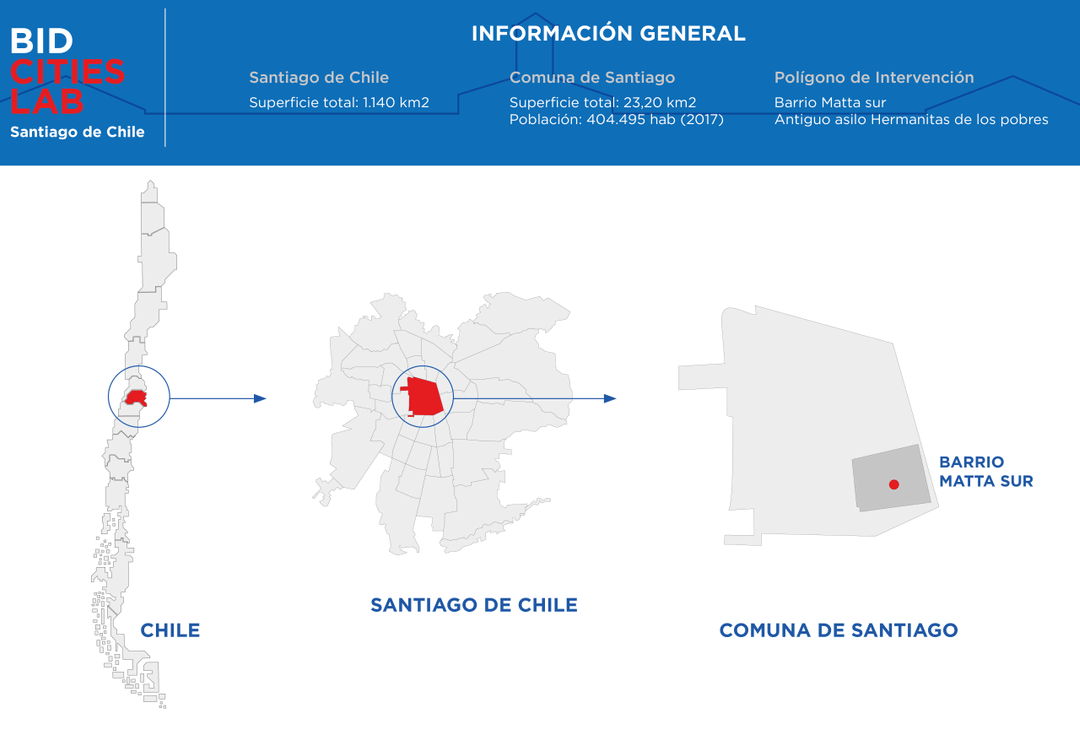 BID
CITIES
LAB
Santiago de Chile
INFORMACIÓN GENERAL
Santiago de Chile
Superficie total: 1.140 km2
Comuna de Santiago
Superficie total: 23,20 km2
Población: 404.495 hab (2017)
Polígono de Intervención
Barrio Matta sur
Antiguo asilo Hermanitas de los pobres
BARRIO
MATTA SUR
SANTIAGO DE CHILE
CHILE
COMUNA DE SANTIAGO